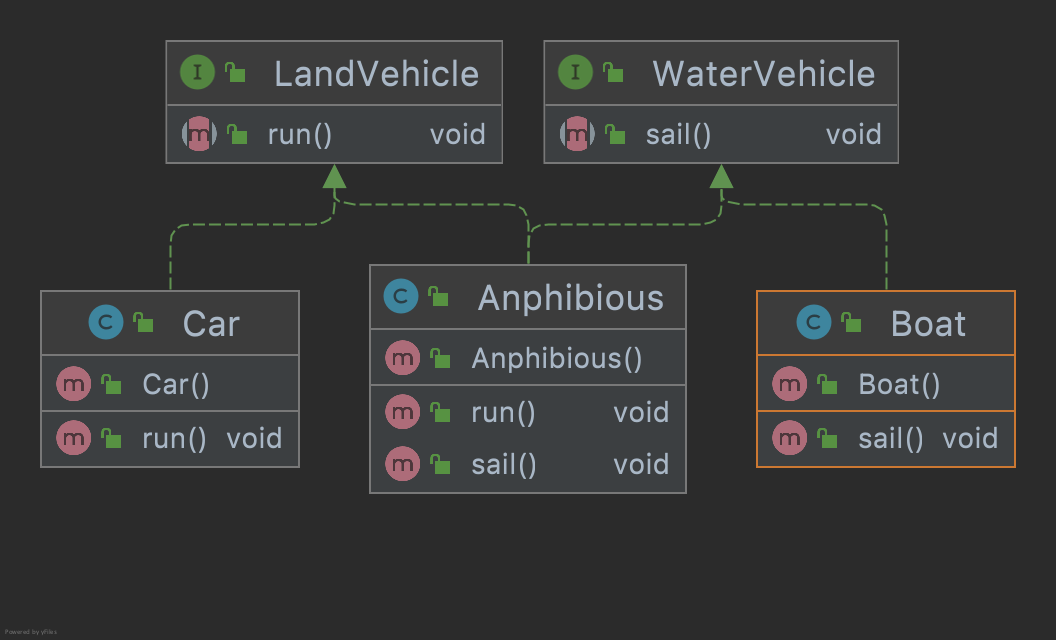 I LandVehicle
m run() void
I WaterVehicle
m sail() void
C Car
m Car()
m run() void
C Anphibious
m Anphibious()
m run() void
m sail() void
C Boat
m Boat()
m sail() void
Powered by yFiles